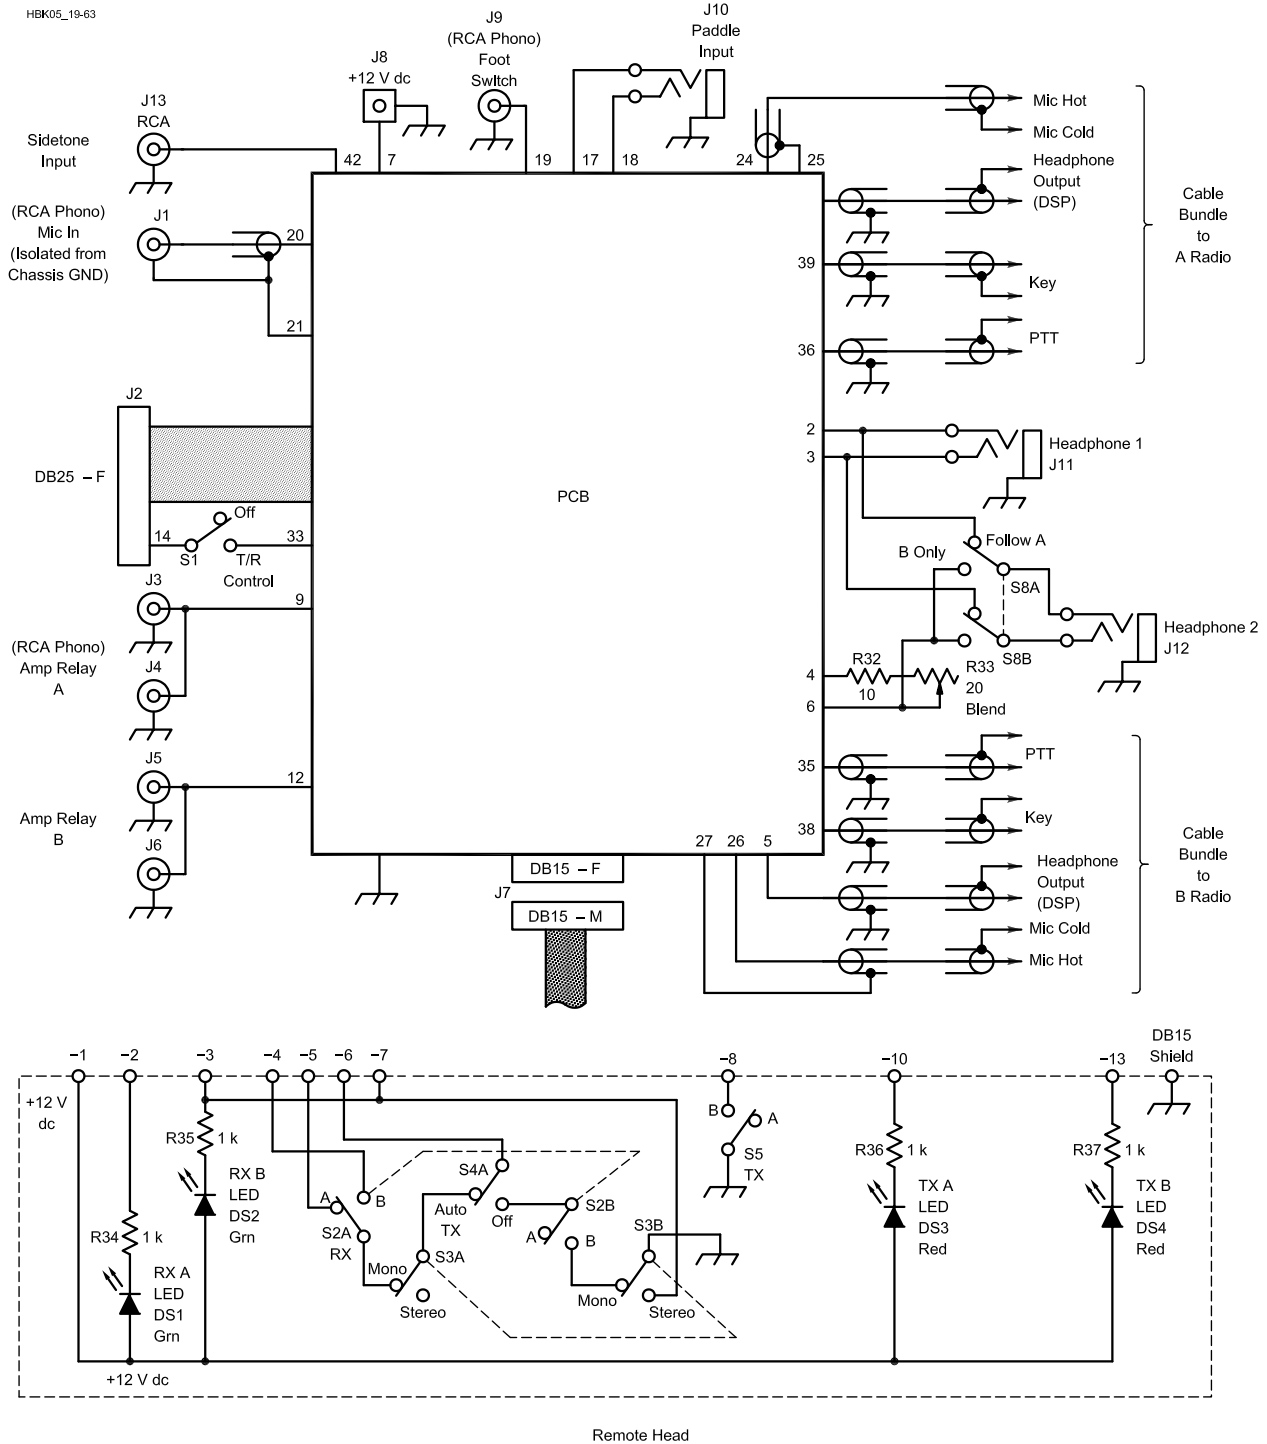 HBK05_19-63
J13
RCA
Sidetone
Input
J8
+12 V dc
J9
(RCA Phono)
Foot
Switch
J10
Paddle
Input
42
7
19
17
18
24
25
(RCA Phono)
Mic In
(Isolated from
Chassis GND)
J1
20
21
Mic Hot
Mic Cold
Headphone
Output
(DSP)
39
Key
36
PTT
Cable
Bundle
to
A Radio
J2
DB25 – F
14
S1
Off
T/R
Control
33
PCB
2
3
Headphone 1
J11
B Only
Follow A
S8A
S8B
Headphone 2
J12
J3
9
(RCA Phono)
Amp Relay
A
J4
4
R32
10
R33
20
Blend
6
J5
12
Amp Relay
B
J6
35
PTT
38
Key
27
26
5
Headphone
Output
(DSP)
Mic Cold
Mic Hot
Cable
Bundle
to
B Radio
DB15 – F
J7
DB15 – M
–1
–2
–3
–4
–5
–6
–7
–8
–10
–13
DB15
Shield
+12 V
dc
R35
1 k
RX B
LED
DS2
Grn
R34
1 k
RX A
LED
DS1
Grn
A
B
S2A
RX
S4A
Auto
TX
Off
S3A
Mono
Stereo
S2B
A
B
S3B
Mono
Stereo
B
A
S5
TX
R36
1 k
TX A
LED
DS3
Red
R37
1 k
TX B
LED
DS4
Red
+12 V dc
Remote Head